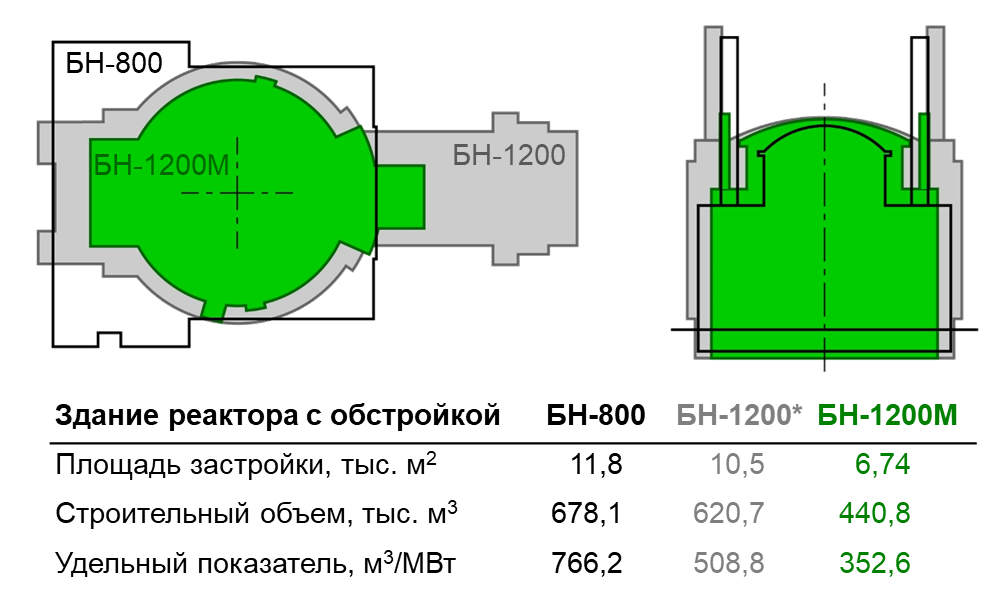 БН-800
БН-1200М
БН-1200
Здание реактора с обстройкой БН-800 БН-1200* БН-1200М
Площадь застройки, тыс. м² 11,8 10,5 6,74
Строительный объем, тыс. м³ 678,1 620,7 440,8
Удельный показатель, м³/МВт 766,2 508,8 352,6